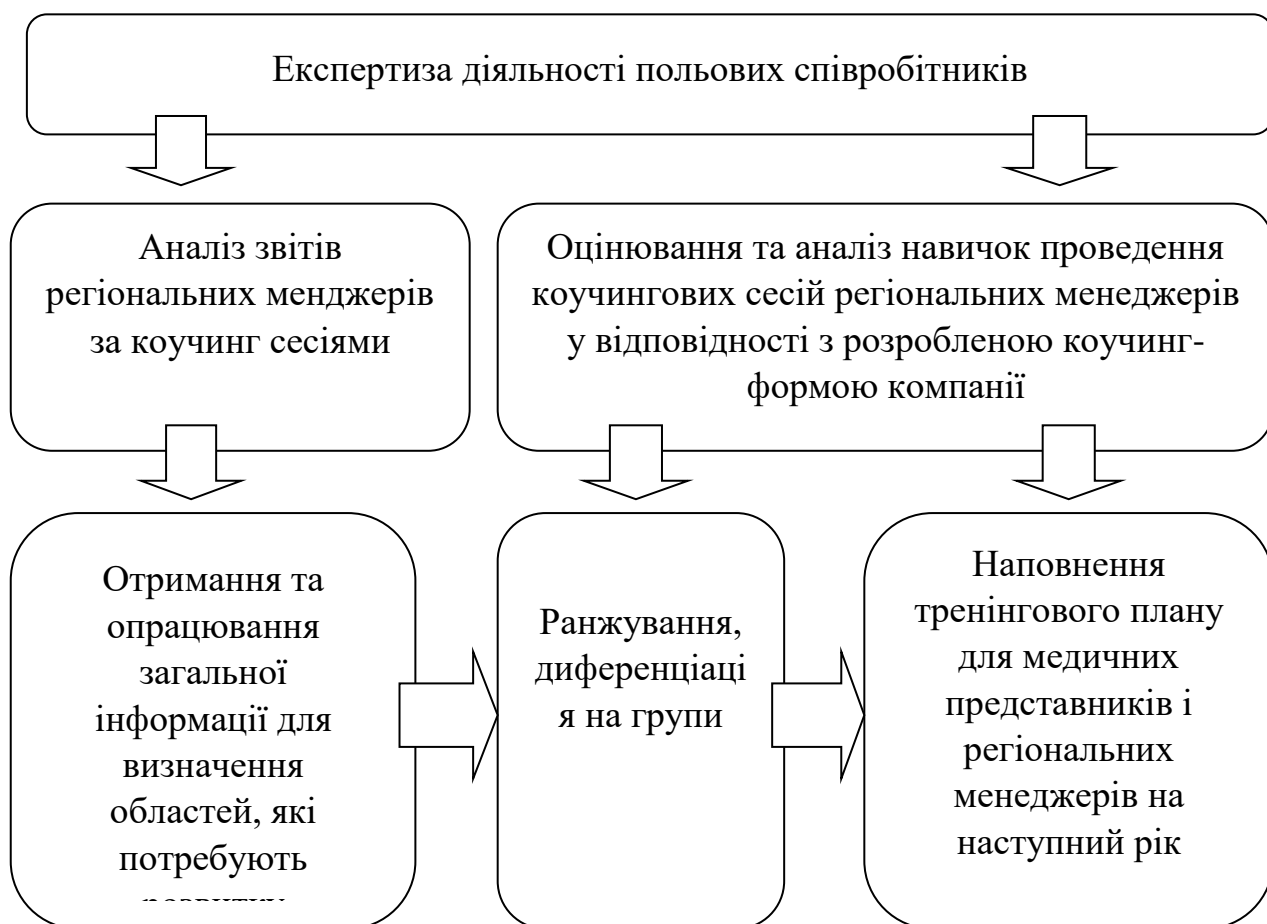 Експертиза діяльності польових співробітників
Аналіз звітів
регіональних менджерів
за коучинг сесіями
Оцінювання та аналіз навичок проведення
коучингових сесій регіональних менеджерів
у відповідності з розробленою коучинг-
формою компанії
Отримання та
опрацювання
загальної
інформації для
визначення
областей, які
потребують
Ранжування,
диференціаці
я на групи
Наповнення
тренінгового плану
для медичних
представників і
регіональних
менеджерів на
наступний рік